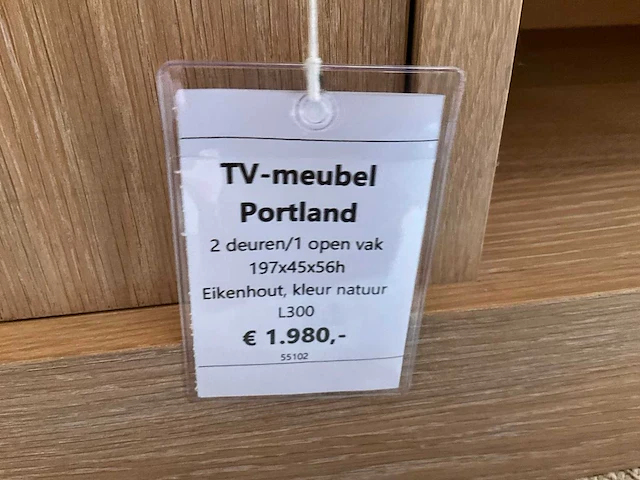 TV-meubel
Portland
2 deuren/1 open vak
197x45x56h
Eikenhout, kleur natuur
L300
€ 1.980,-
55102